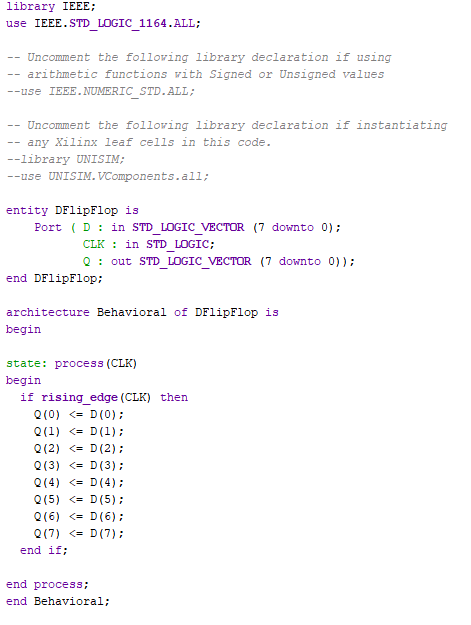 library IEEE;
use IEEE.STD_LOGIC_1164.ALL;
-- Uncomment the following library declaration if using
-- arithmetic functions with Signed or Unsigned values
--use IEEE.NUMERIC_STD.ALL;
-- Uncomment the following library declaration if instantiating
-- any Xilinx leaf cells in this code.
--library UNISIM;
--use UNISIM.VComponents.all;
entity DFlipFlop is
    Port ( D : in STD_LOGIC_VECTOR (7 downto 0);
           CLK : in STD_LOGIC;
           Q : out STD_LOGIC_VECTOR (7 downto 0));
end DFlipFlop;
architecture Behavioral of DFlipFlop is
begin
state: process(CLK)
begin
  if rising_edge(CLK) then
    Q(0) <= D(0);
    Q(1) <= D(1);
    Q(2) <= D(2);
    Q(3) <= D(3);
    Q(4) <= D(4);
    Q(5) <= D(5);
    Q(6) <= D(6);
    Q(7) <= D(7);
  end if;
end process;
end Behavioral;